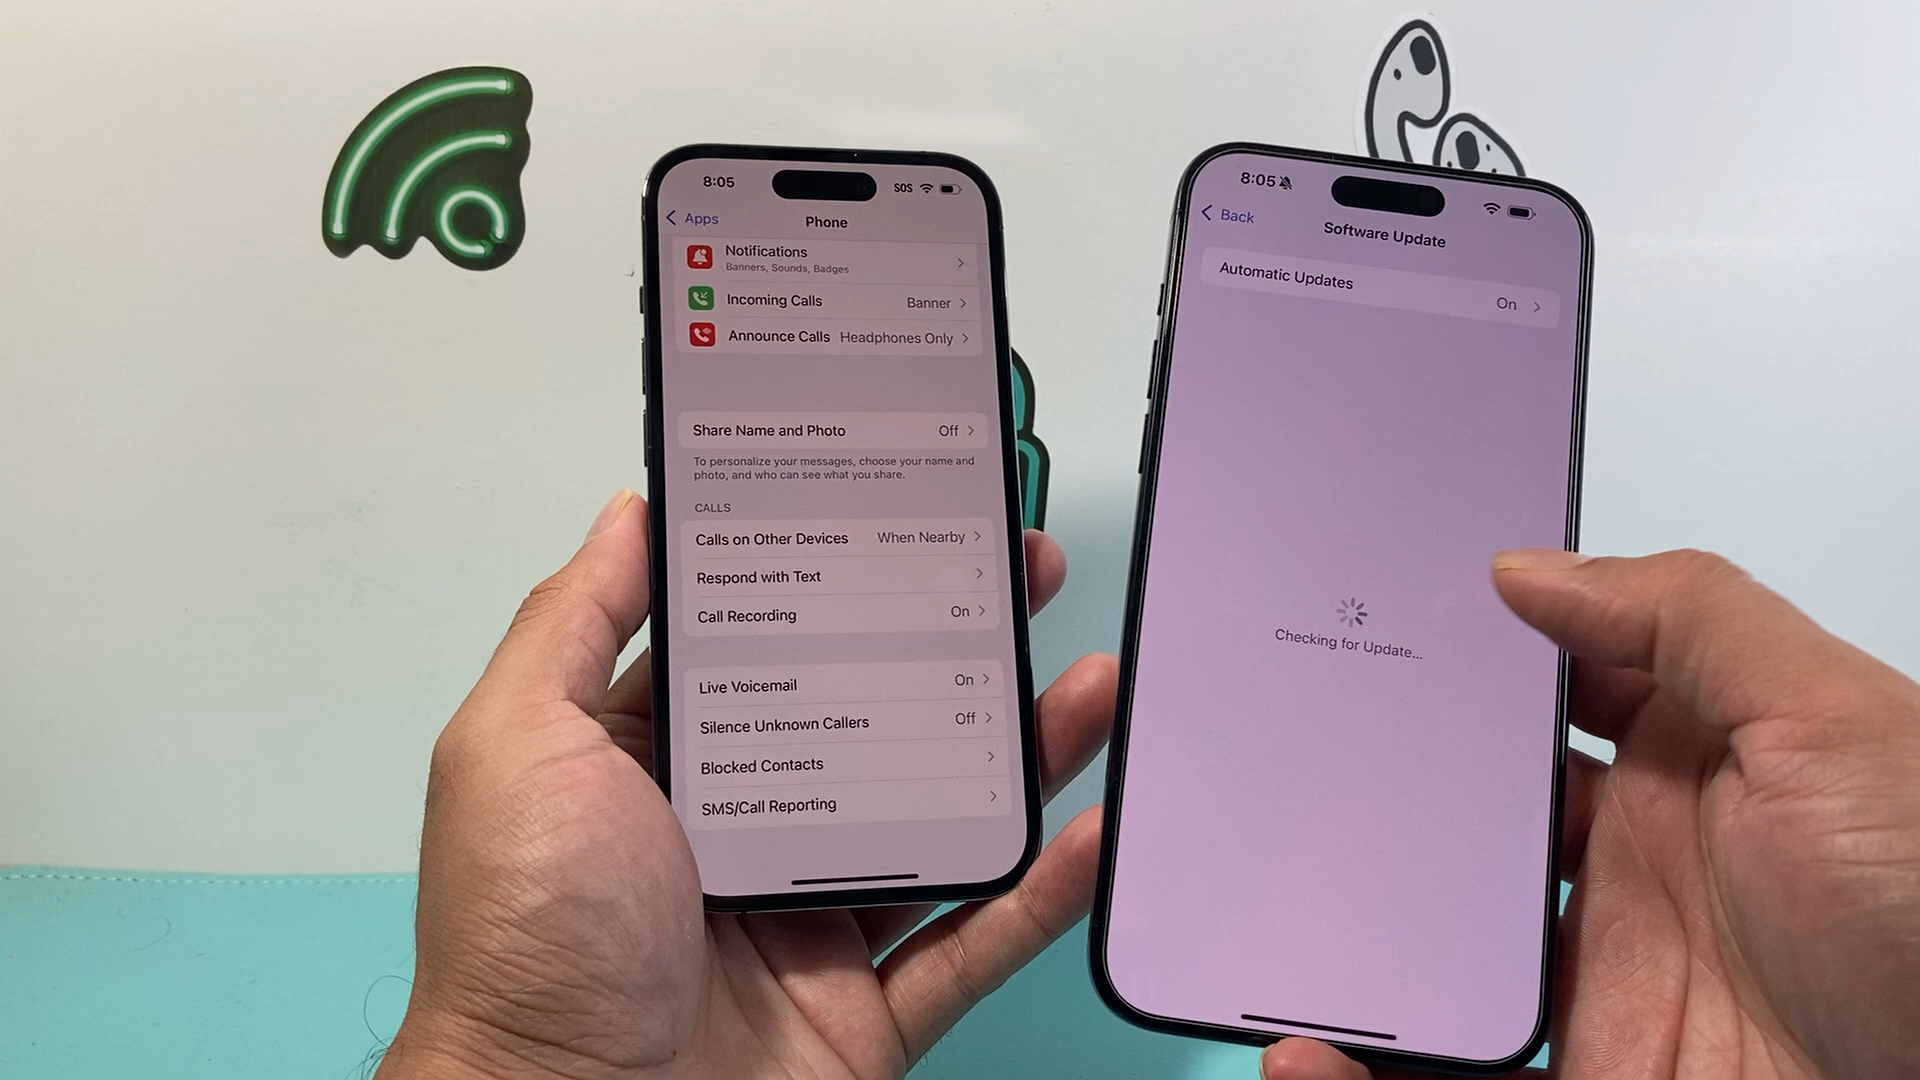 8:05
SOS
Apps
Phone
Notifications
Banners, Sounds, Badges
Incoming Calls Banner
Announce Calls Headphones Only
Share Name and Photo Off
To personalize your messages, choose your name and
photo, and who can see what you share.
CALLS
Calls on Other Devices When Nearby
Respond with Text
Call Recording On
Live Voicemail On
Silence Unknown Callers Off
Blocked Contacts
SMS/Call Reporting
8:05
Back
Software Update
Automatic Updates On
Checking for Update...